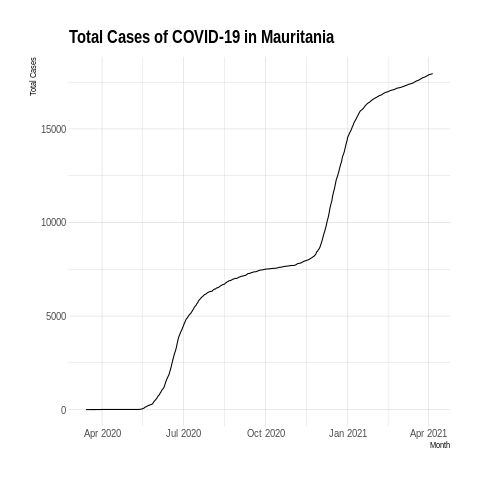 Total Cases of COVID-19 in Mauritania
Total Cases
15000
10000
5000
0
Apr 2020 Jul 2020 Oct 2020 Jan 2021 Apr 2021
Month